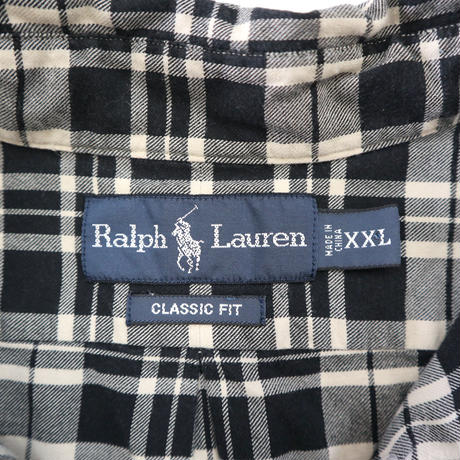 Ralph Lauren
MADE IN
CHINA
XXL
CLASSIC FIT